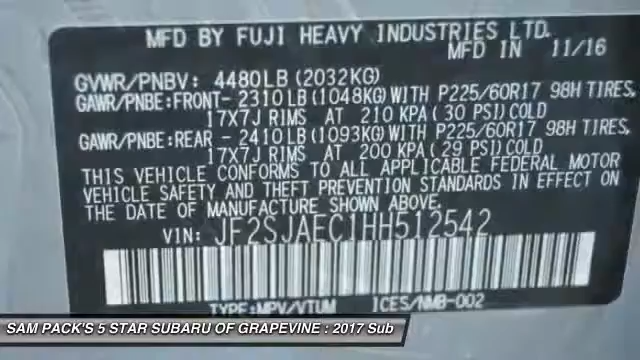 MFD BY FUJI HEAVY INDUSTRIES LTD.
MFD IN 11/16
GVWR/PNBV: 4480LB (2032KG)
GAWR/PNBE:FRONT- 2310 LB (1048KG) WITH P225/60R17 98H TIRES,
17X7J RIMS AT 210 KPA ( 30 PSI) COLD
GAWR/PNBE:REAR - 2410 LB (1093KG) WITH P225/60R17 98H TIRES,
17X7J RIMS AT 200 KPA ( 29 PSI) COLD
THIS VEHICLE CONFORMS TO ALL APPLICABLE FEDERAL MOTOR
VEHICLE SAFETY AND THEFT PREVENTION STANDARDS IN EFFECT ON
THE DATE OF MANUFACTURE SHOWN ABOVE.
VIN: JF2SJAEC1HH512542
TYPE:MPV/VTUM ICES/NMB-002
SAM PACK'S 5 STAR SUBARU OF GRAPEVINE : 2017 Sub